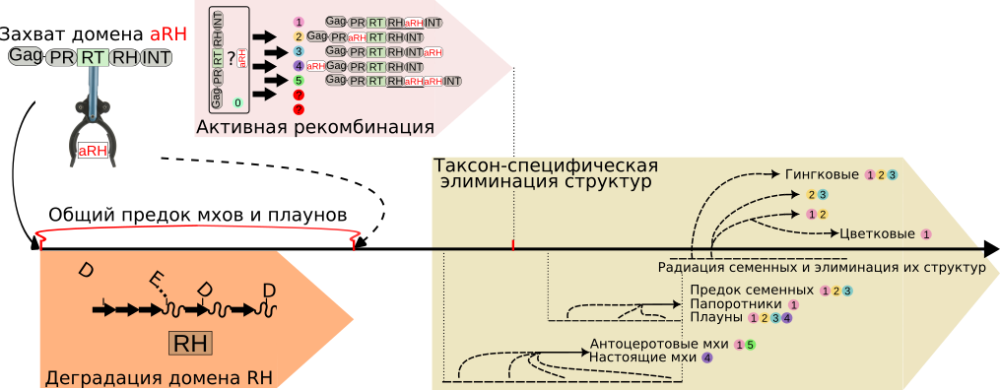 Захват домена aRH
Gag PR RT RH INT
aRH
Gag PR RT RH INT
? aRH
0
1 Gag PR RT RH aRH INT
2 Gag PR aRH RT RH INT
3 Gag PR RT RH INT aRH
4 aRH Gag PR RT RH INT
5 Gag PR RT RH aRH aRH INT
?
?
Активная рекомбинация
Общий предок мхов и плаунов
D
E
D
D
RH
Деградация домена RH
Таксон-специфическая
элиминация структур
Гингковые 1 2 3
2 3
1 2
Цветковые 1
Радиация семенных и элиминация их структур
Предок семенных 1 2 3
Папоротники 1
Плауны 1 2 3 4
Антоцеротовые мхи 1 5
Настоящие мхи 4